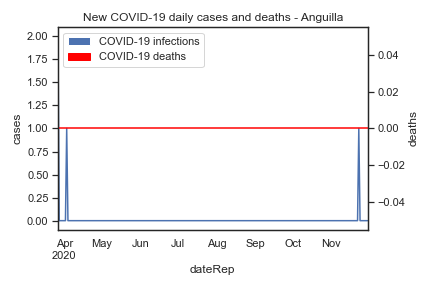 New COVID-19 daily cases and deaths - Anguilla
COVID-19 infections
COVID-19 deaths
2.00
1.75
1.50
1.25
1.00
0.75
0.50
0.25
0.00
cases
0.04
0.02
0.00
−0.02
−0.04
deaths
Apr May Jun Jul Aug Sep Oct Nov
2020
dateRep